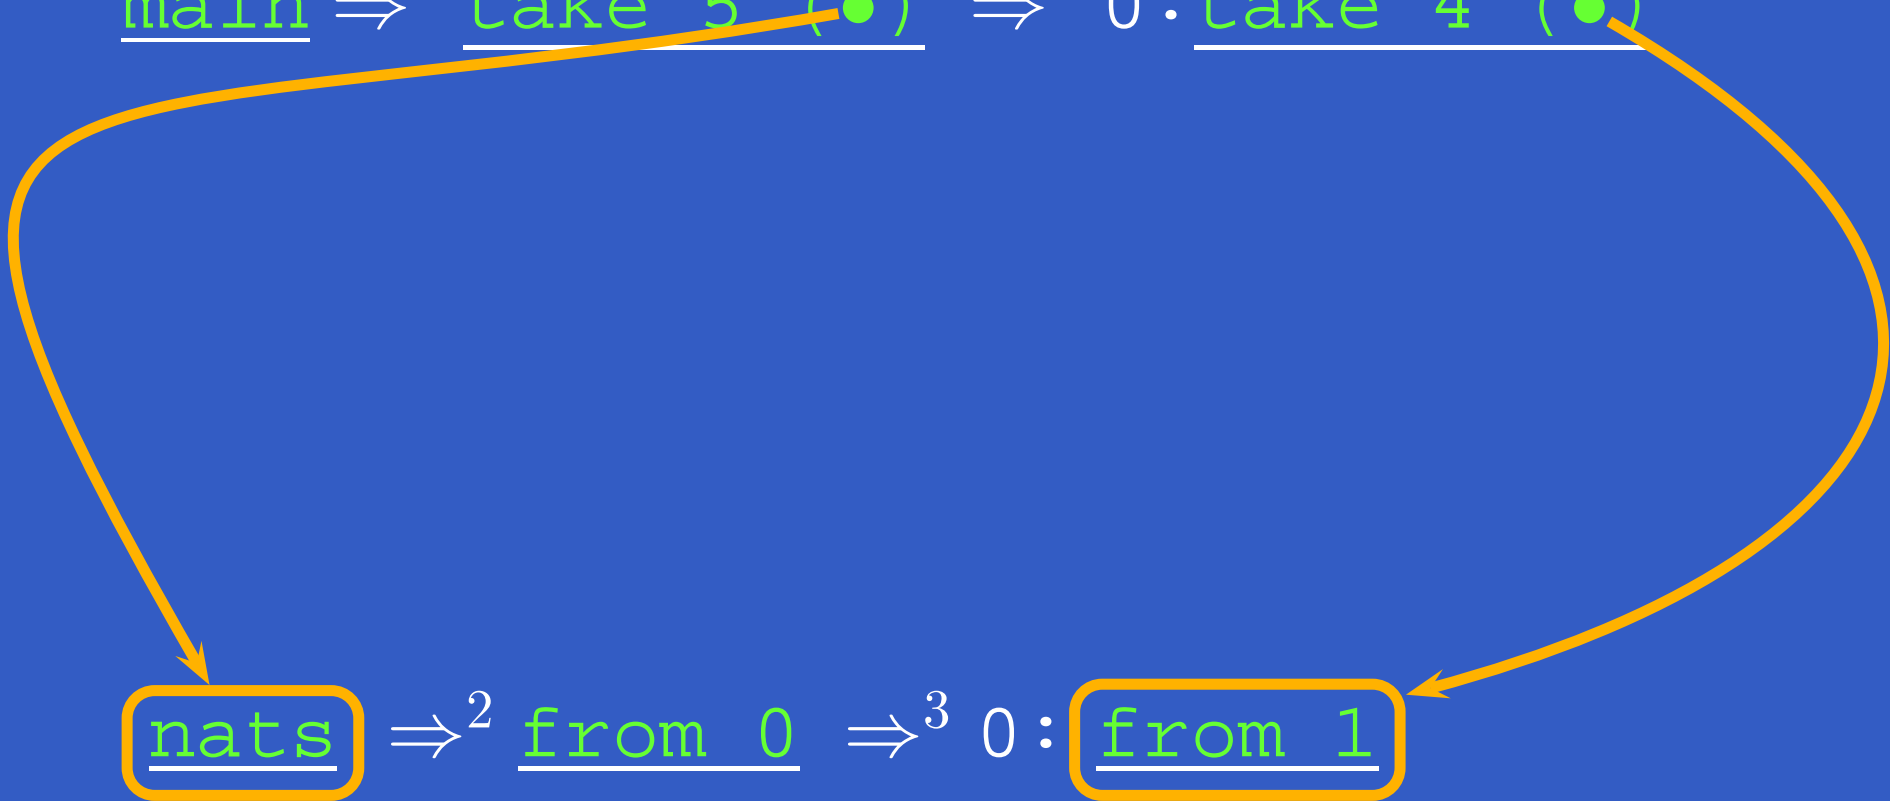 main ⇒ take 5 (●) ⇒ 0:take 4 (●)
nats ⇒² from 0 ⇒³ 0:from 1